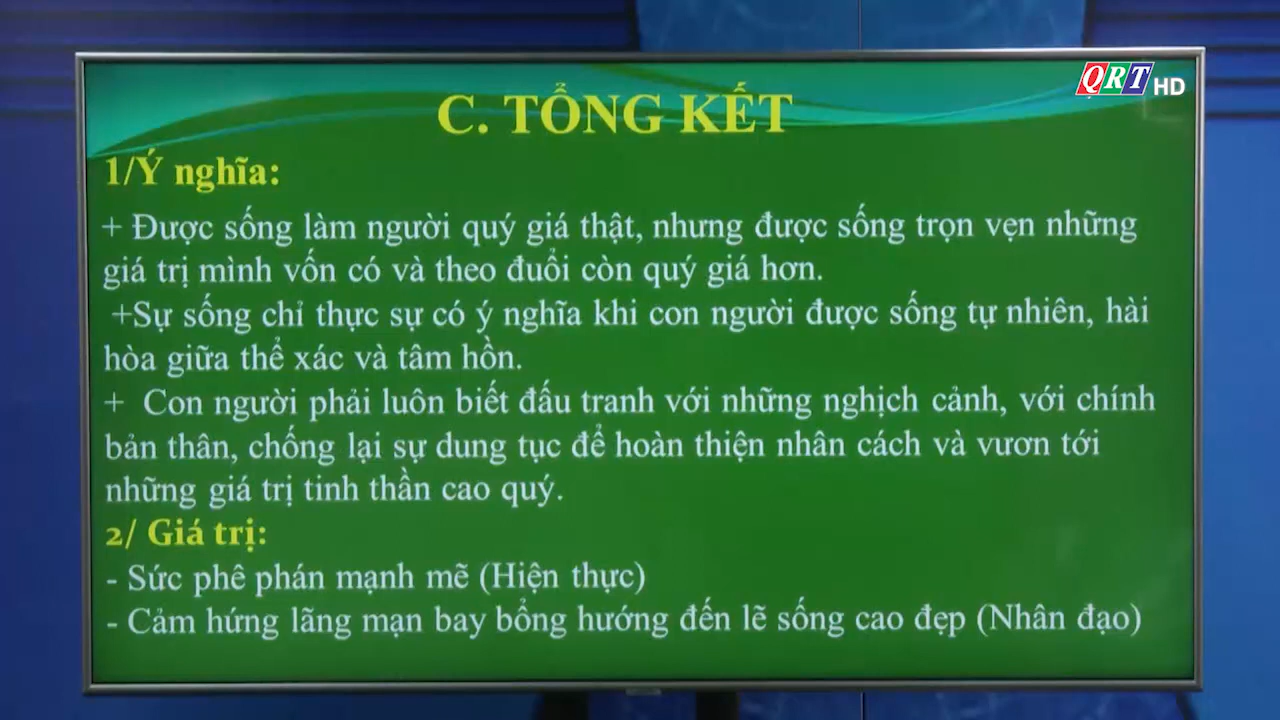 QRT HD
C. TỔNG KẾT
1/Ý nghĩa:
+ Được sống làm người quý giá thật, nhưng được sống trọn vẹn những
giá trị mình vốn có và theo đuổi còn quý giá hơn.
+Sự sống chỉ thực sự có ý nghĩa khi con người được sống tự nhiên, hài
hòa giữa thể xác và tâm hồn.
+ Con người phải luôn biết đấu tranh với những nghịch cảnh, với chính
bản thân, chống lại sự dung tục để hoàn thiện nhân cách và vươn tới
những giá trị tinh thần cao quý.
2/ Giá trị:
- Sức phê phán mạnh mẽ (Hiện thực)
- Cảm hứng lãng mạn bay bổng hướng đến lẽ sống cao đẹp (Nhân đạo)